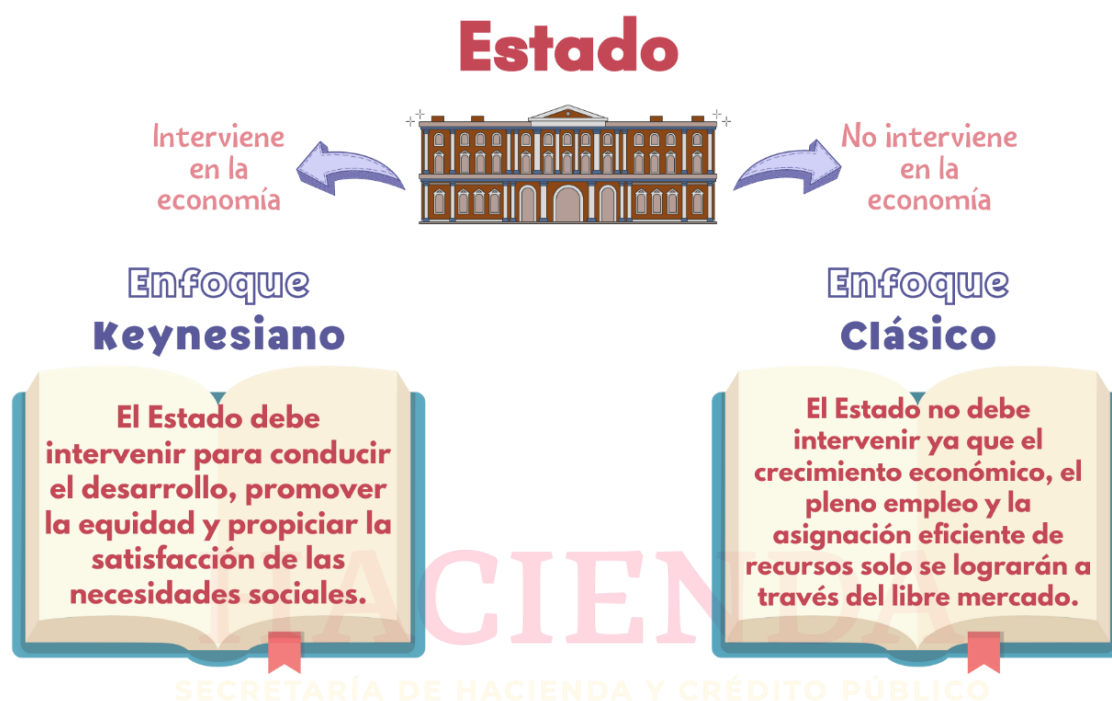 Estado
Interviene
en la
economía
No interviene
en la
economía
Enfoque
Keynesiano
El Estado debe
intervenir para conducir
el desarrollo, promover
la equidad y propiciar la
satisfacción de las
necesidades sociales.
Enfoque
Clásico
El Estado no debe
intervenir ya que el
crecimiento económico, el
pleno empleo y la
asignación eficiente de
recursos solo se lograrán a
través del libre mercado.
HACIENDA
SECRETARÍA DE HACIENDA Y CRÉDITO PÚBLICO